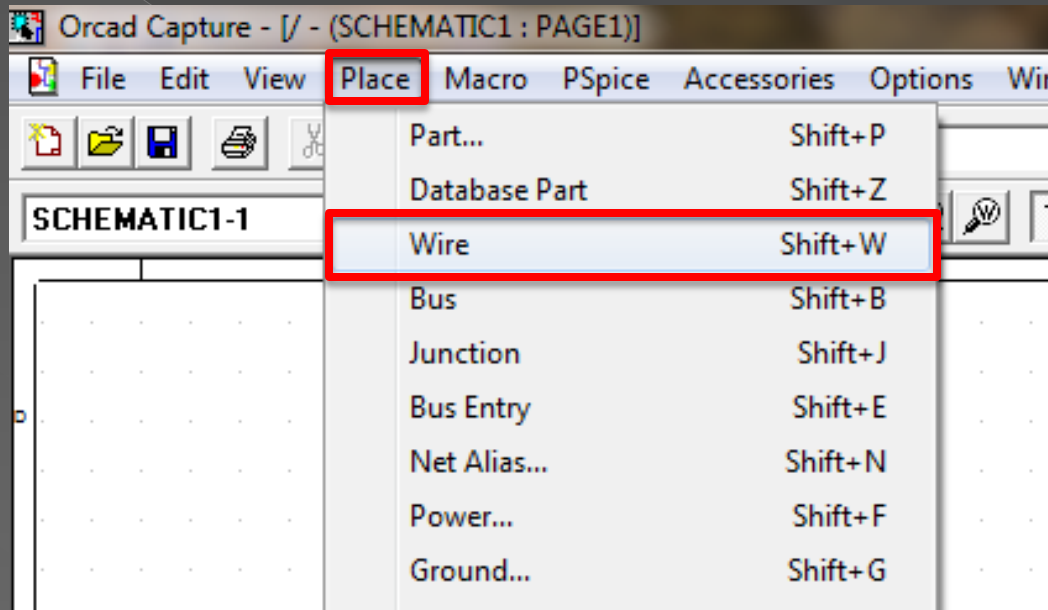 Orcad Capture - [/ - (SCHEMATIC1 : PAGE1)]
File Edit View Place Macro PSpice Accessories Options
SCHEMATIC1-1
Part... Shift+P
Database Part Shift+Z
Wire Shift+W
Bus Shift+B
Junction Shift+J
Bus Entry Shift+E
Net Alias... Shift+N
Power... Shift+F
Ground... Shift+G